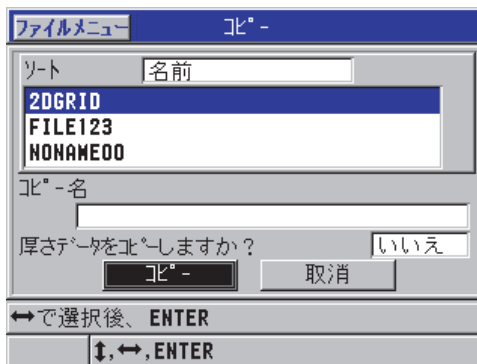 ファイルメニュー コピー
ソート 名前
2DGRID
FILE123
NONAME00
コピー名
厚さデータをコピーしますか？ いいえ
コピー 取消
↔で選択後、ENTER
↕,↔,ENTER